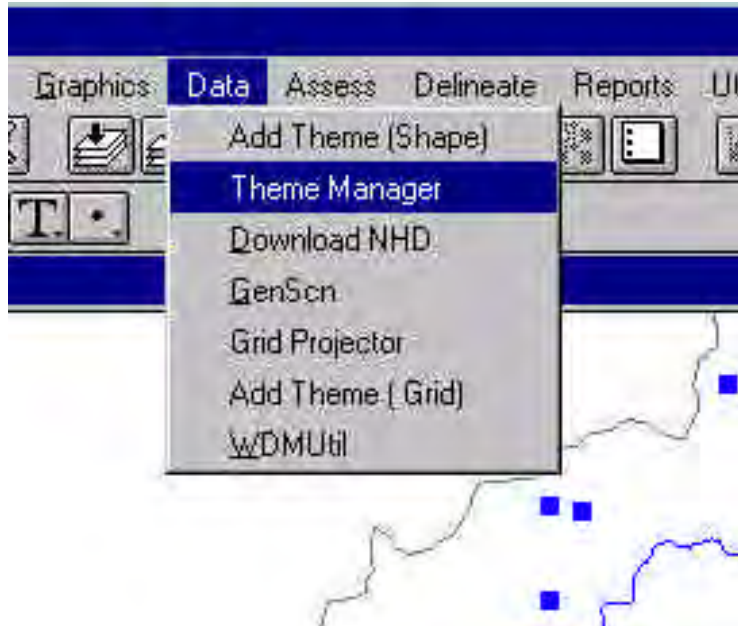 Graphics Data Assess Delineate Reports
Add Theme (Shape)
T.
Theme Manager
Download NHD
GenScn
Grid Projector
Add Theme ( Grid)
WDMUtil